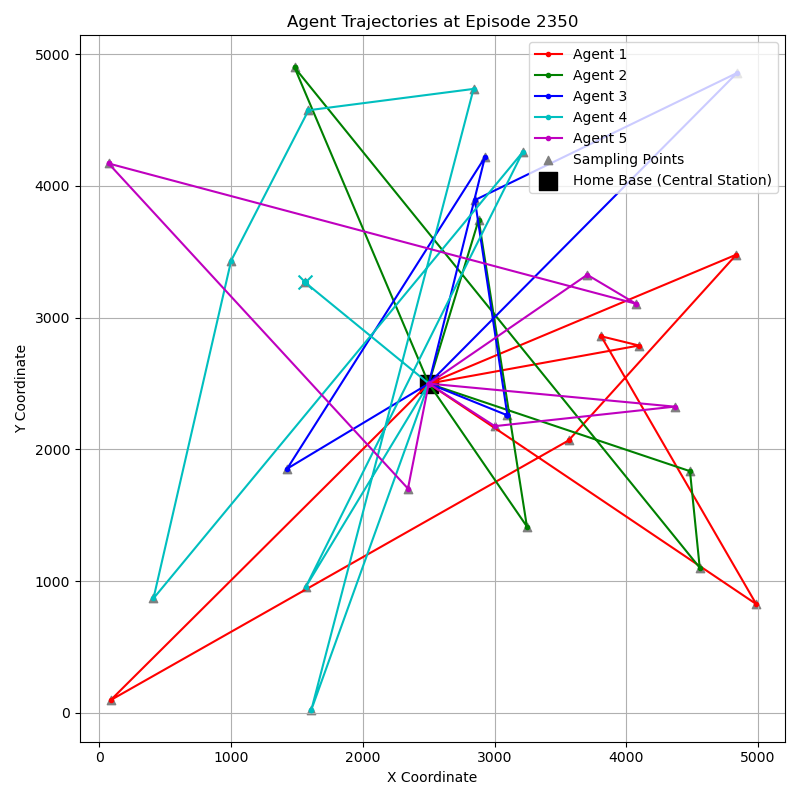 Agent Trajectories at Episode 2350
Agent 1
Agent 2
Agent 3
Agent 4
Agent 5
Sampling Points
Home Base (Central Station)
Y Coordinate
5000
4000
3000
2000
1000
0
0 1000 2000 3000 4000 5000
X Coordinate